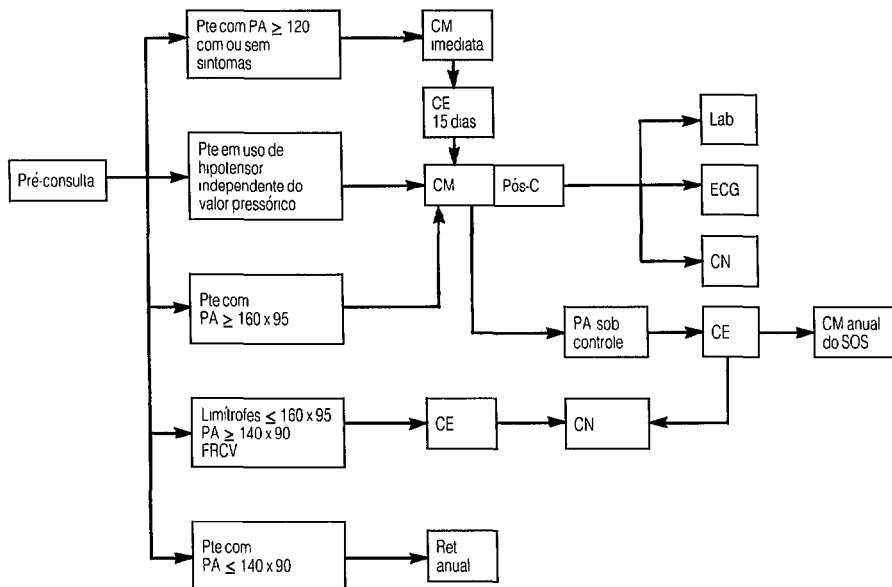 Pte com PA ≥ 120
com ou sem
sintomas
CM
imediata
CE
15 dias
Lab
Pré-consulta
Pte em uso de
hipotensor
independente do
valor pressórico
CM
Pós-C
ECG
CN
Pte com
PA ≥ 160 x 95
PA sob
controle
CE
CM anual
do SOS
Limítrofes ≤ 160 x 95
PA ≥ 140 x 90
FRCV
CE
CN
Pte com
PA ≤ 140 x 90
Ret
anual